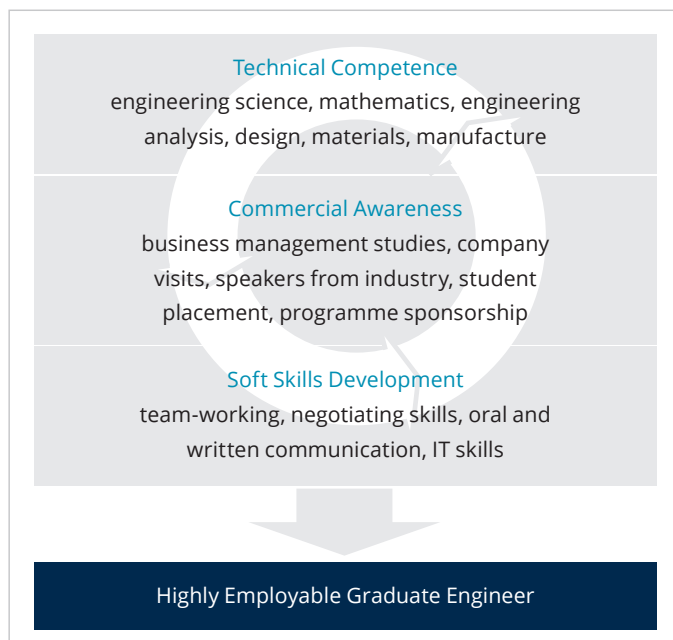 Technical Competence
engineering science, mathematics, engineering
analysis, design, materials, manufacture
Commercial Awareness
business management studies, company
visits, speakers from industry, student
placement, programme sponsorship
Soft Skills Development
team-working, negotiating skills, oral and
written communication, IT skills
Highly Employable Graduate Engineer